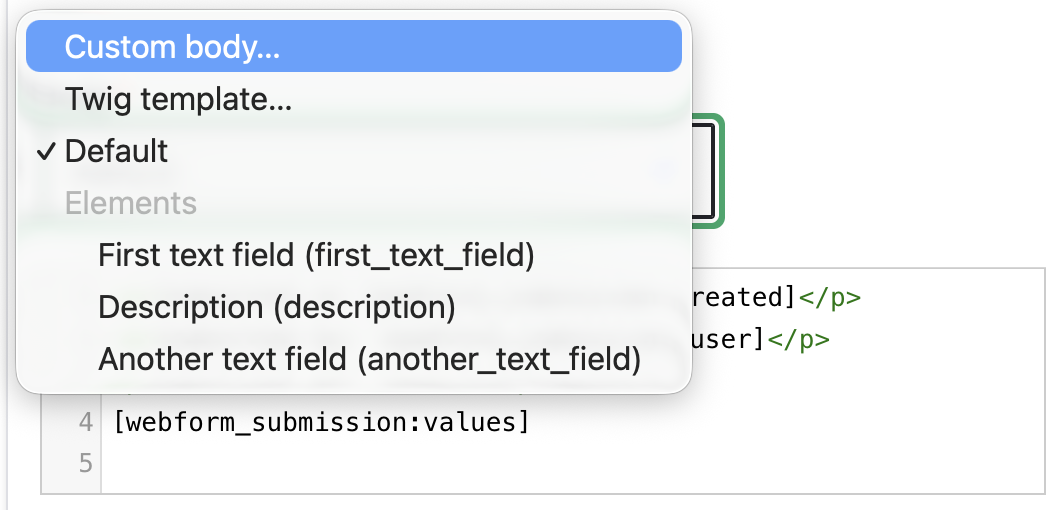 Custom body...
Twig template...
✓ Default
Elements
First text field (first_text_field)
Description (description)
Another text field (another_text_field)
reated]</p>
user]</p>
4 [webform_submission:values]
5